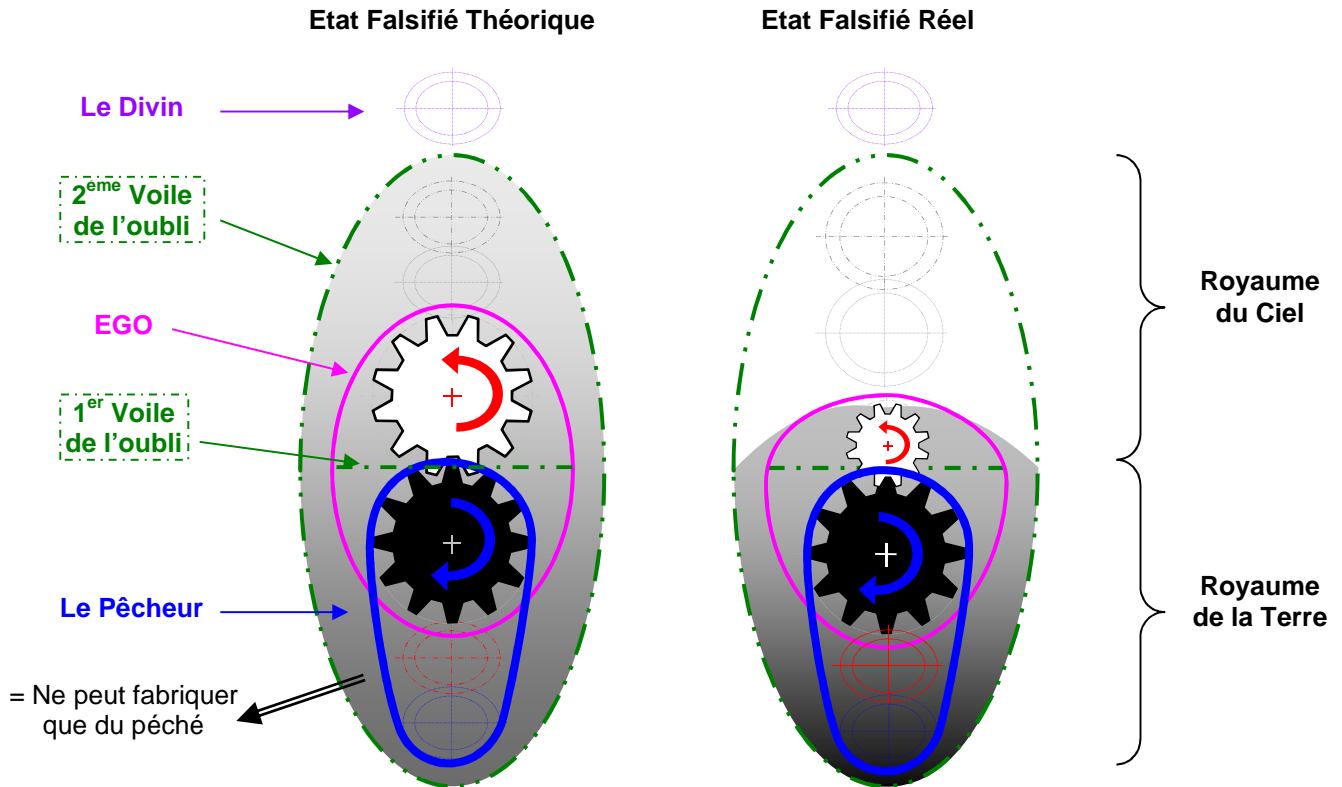 Etat Falsifié Théorique
Etat Falsifié Réel
Le Divin
2ème Voile
de l'oubli
EGO
1er Voile
de l'oubli
Le Pêcheur
= Ne peut fabriquer
que du péché
Royaume
du Ciel
Royaume
de la Terre